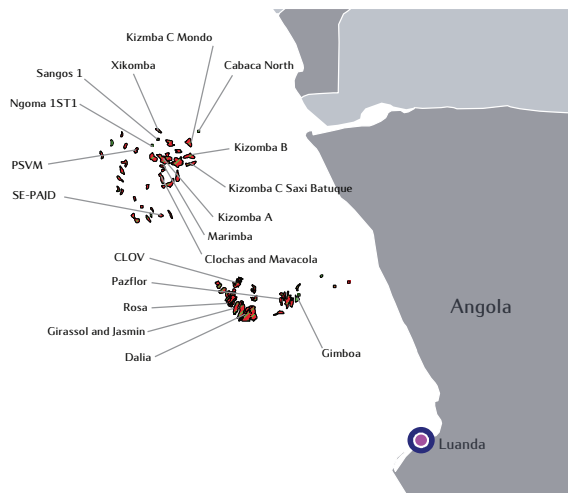 Kizmba C Mondo
Sangos 1
Xikomba
Cabaca North
Ngoma 1ST1
Kizomba B
PSVM
Kizomba C Saxi Batuque
SE-PAJD
Kizomba A
Marimba
CLOV
Clochas and Mavacola
Pazflor
Rosa
Angola
Girassol and Jasmin
Dalia
Gimboa
Luanda